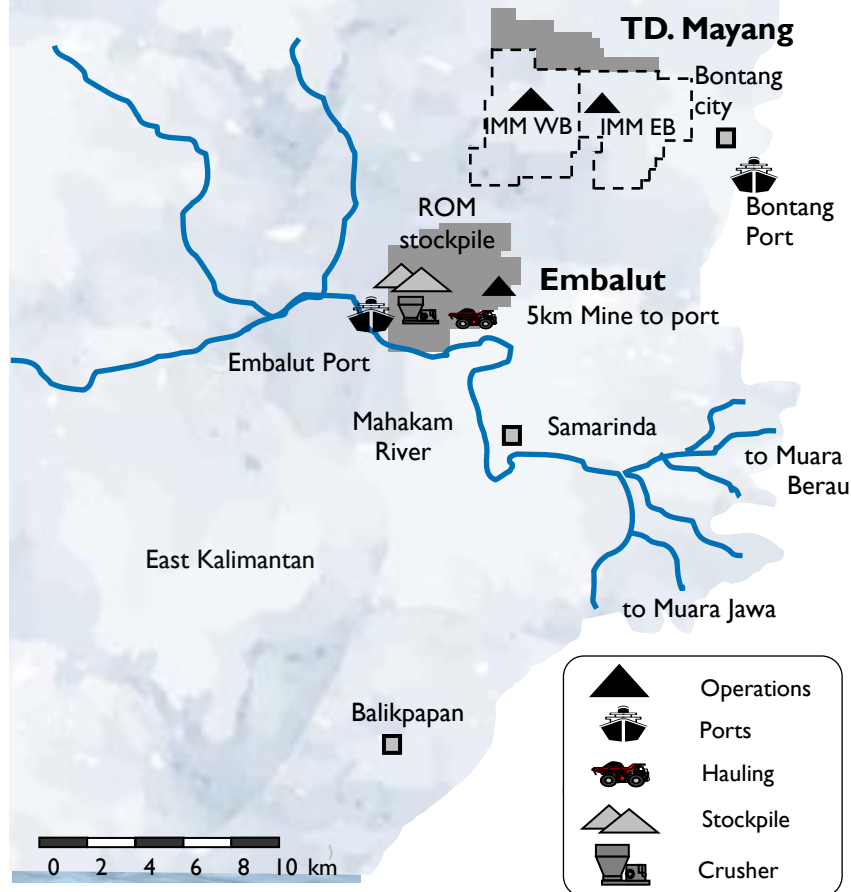 TD. Mayang
Bontang
city
IMM WB
IMM EB
Bontang
Port
ROM
stockpile
Embalut
5km Mine to port
Embalut Port
Mahakam
River
Samarinda
to Muara
Berau
East Kalimantan
to Muara Jawa
Balikpapan
Operations
Ports
Hauling
Stockpile
Crusher
0 2 4 6 8 10 km